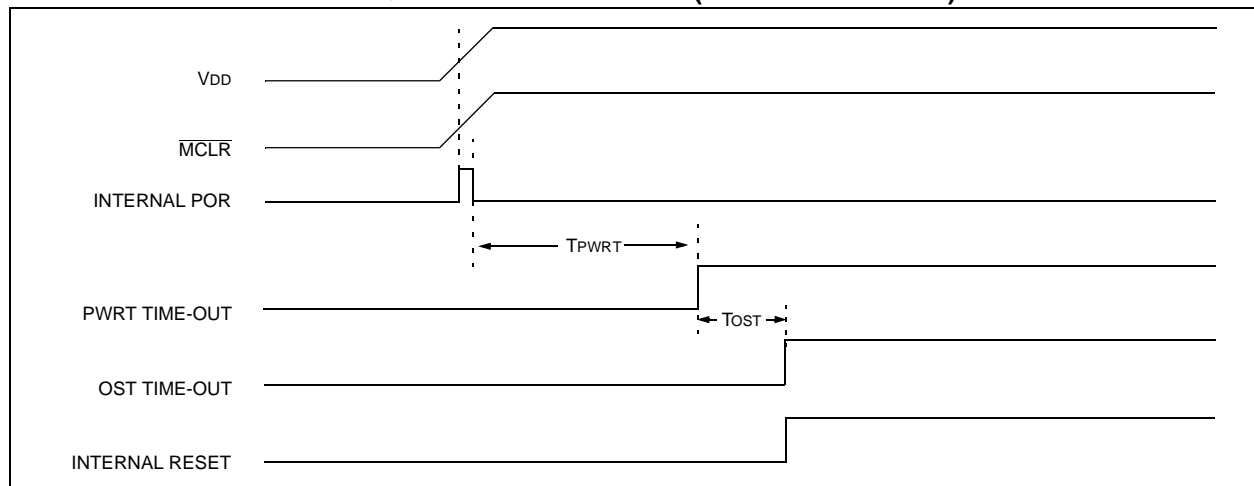 VDD
MCLR
INTERNAL POR
TPWRT
PWRT TIME-OUT
TOST
OST TIME-OUT
INTERNAL RESET